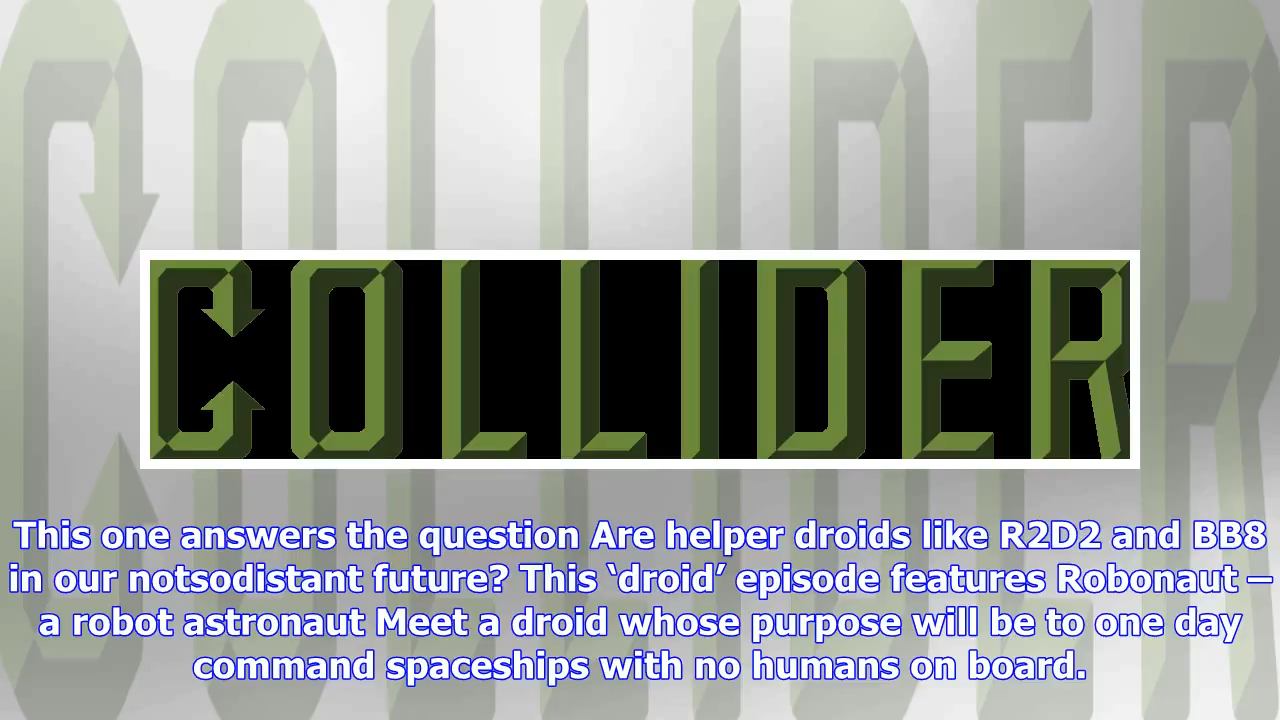 COLLIDER
This one answers the question Are helper droids like R2D2 and BB8
in our notsodistant future? This ‘droid’ episode features Robonaut —
a robot astronaut Meet a droid whose purpose will be to one day
command spaceships with no humans on board.